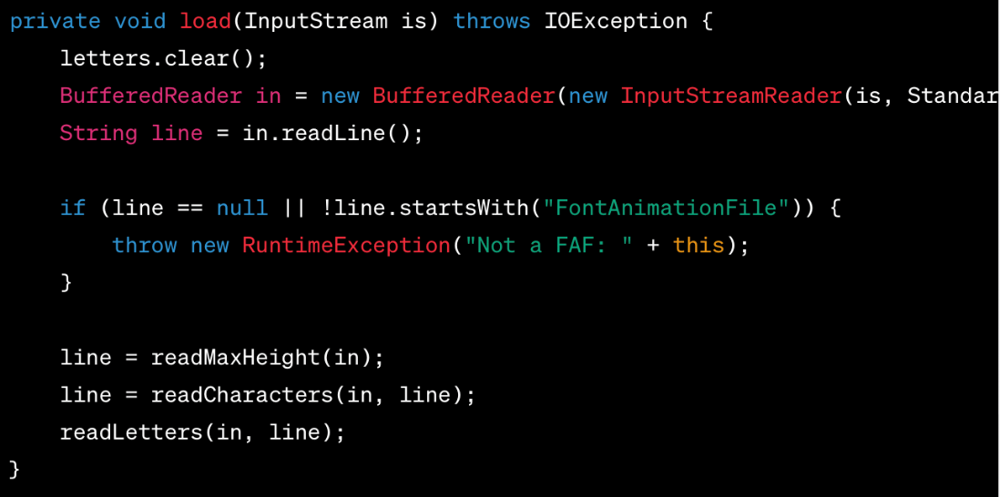 private void load(InputStream is) throws IOException {
    letters.clear();
    BufferedReader in = new BufferedReader(new InputStreamReader(is, Standar
    String line = in.readLine();

    if (line == null || !line.startsWith("FontAnimationFile")) {
        throw new RuntimeException("Not a FAF: " + this);
    }

    line = readMaxHeight(in);
    line = readCharacters(in, line);
    readLetters(in, line);
}